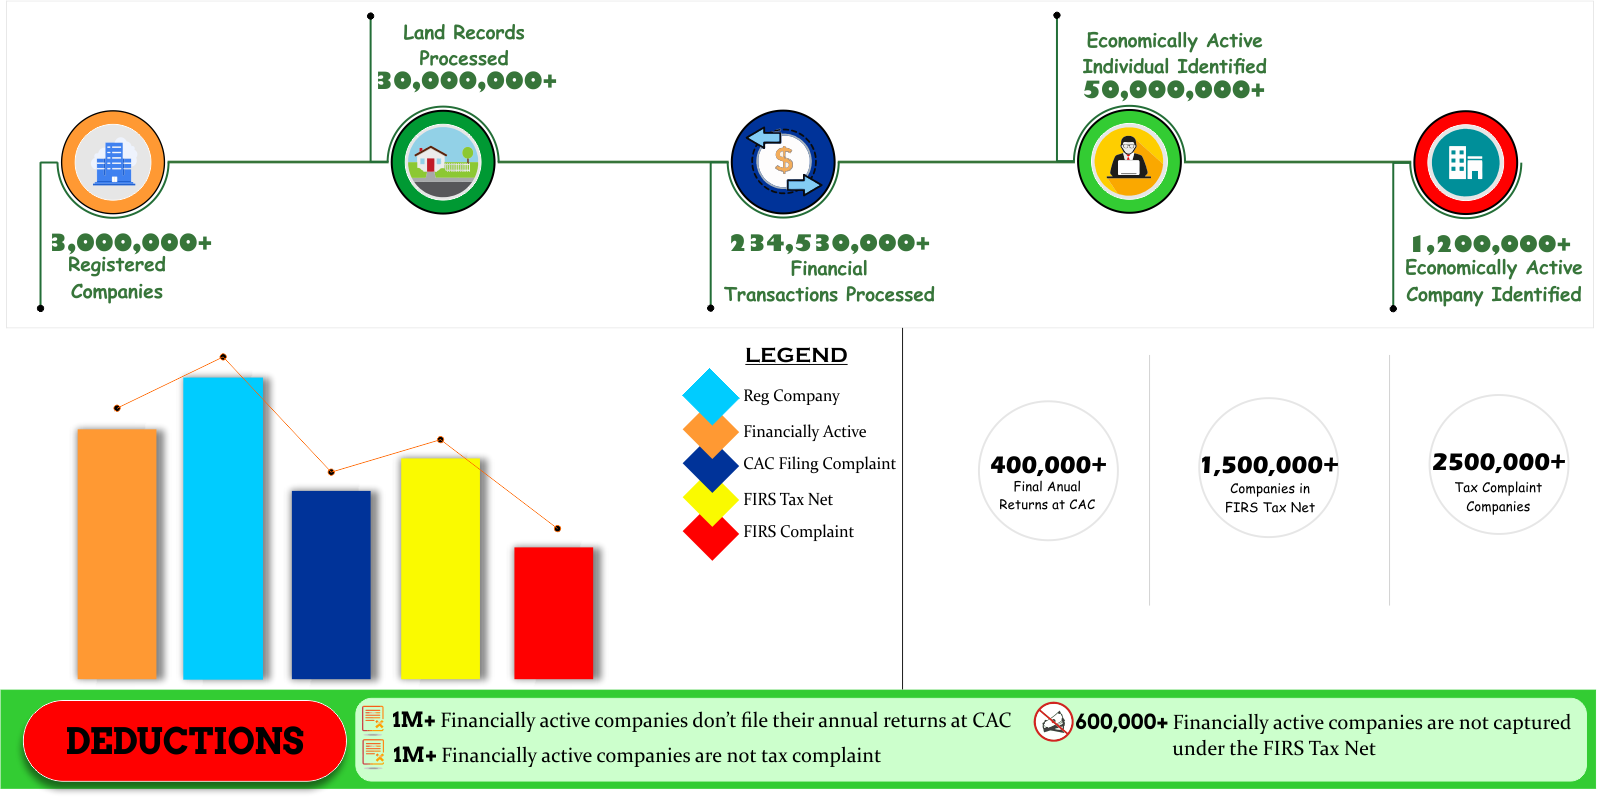 Land Records
Processed
30,000,000+
Economically Active
Individual Identified
50,000,000+
3,000,000+
Registered
Companies
234,530,000+
Financial
Transactions Processed
1,200,000+
Economically Active
Company Identified
LEGEND
Reg Company
Financially Active
CAC Filing Complaint
FIRS Tax Net
FIRS Complaint
400,000+
Final Anual
Returns at CAC
1,500,000+
Companies in
FIRS Tax Net
2500,000+
Tax Complaint
Companies
DEDUCTIONS
1M+ Financially active companies don't file their annual returns at CAC
1M+ Financially active companies are not tax complaint
600,000+ Financially active companies are not captured
under the FIRS Tax Net